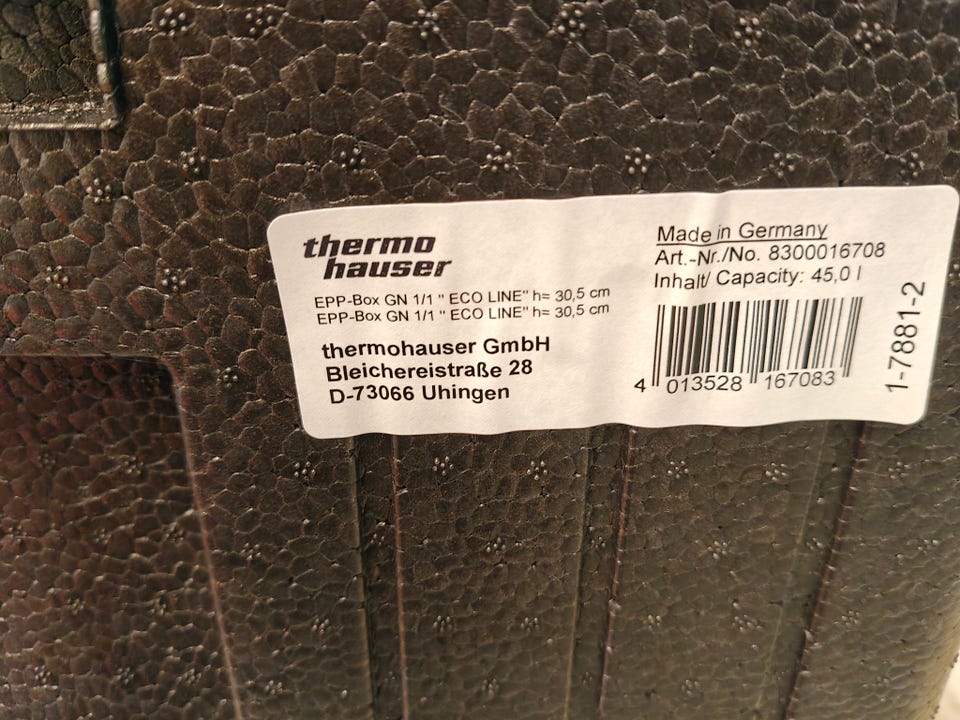 thermo
hauser
EPP-Box GN 1/1 " ECO LINE" h= 30,5 cm
EPP-Box GN 1/1 " ECO LINE" h= 30,5 cm
thermohauser GmbH
Bleichereistraße 28
D-73066 Uhingen
Made in Germany
Art.-Nr./No. 8300016708
Inhalt/ Capacity: 45,0 l
4 013528 167083
1-7881-2